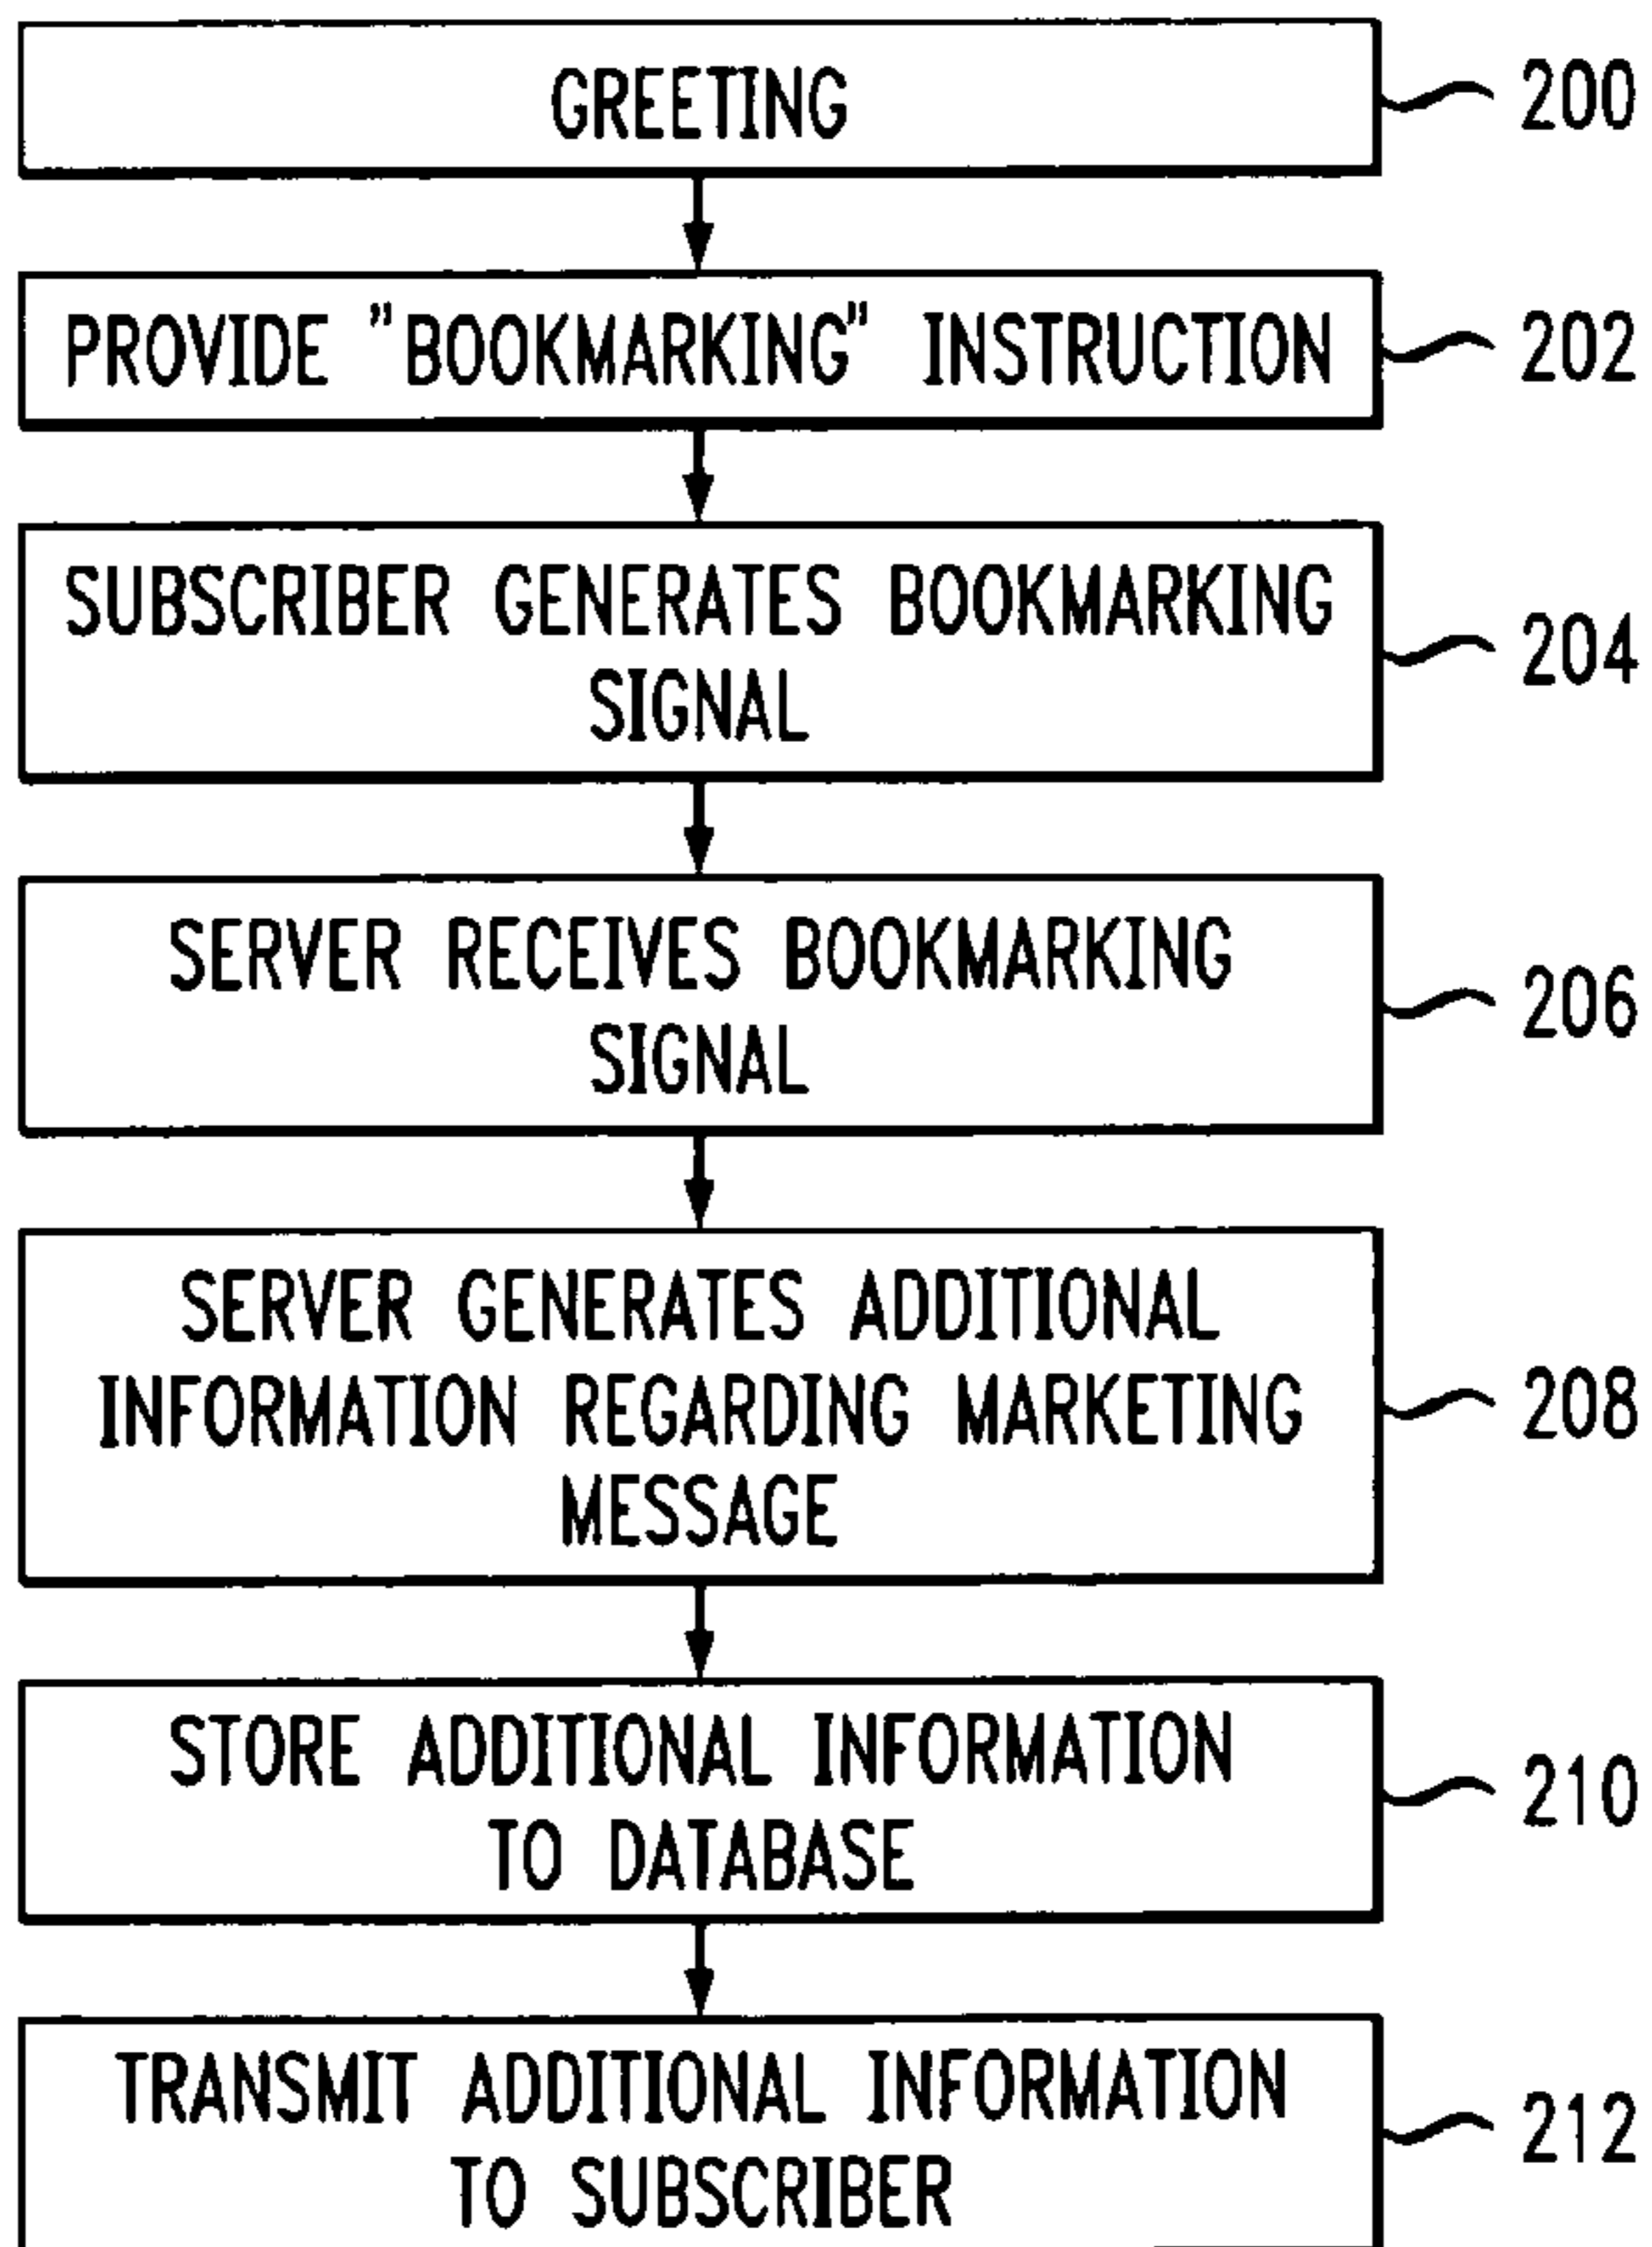 GREETING
200
PROVIDE "BOOKMARKING" INSTRUCTION
202
SUBSCRIBER GENERATES BOOKMARKING
SIGNAL
204
SERVER RECEIVES BOOKMARKING
SIGNAL
206
SERVER GENERATES ADDITIONAL
INFORMATION REGARDING MARKETING
MESSAGE
208
STORE ADDITIONAL INFORMATION
TO DATABASE
210
TRANSMIT ADDITIONAL INFORMATION
TO SUBSCRIBER
212